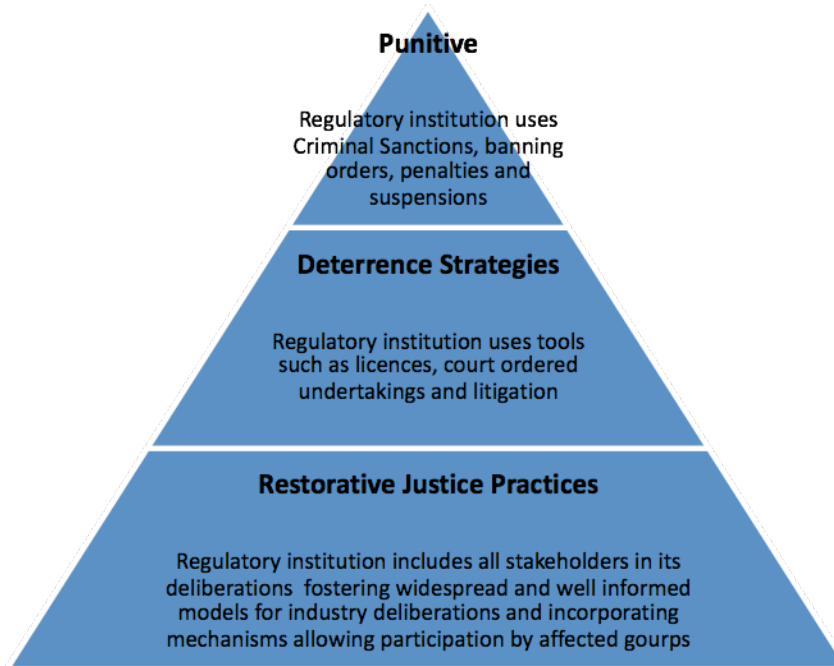 Punitive
Regulatory institution uses
Criminal Sanctions, banning
orders, penalties and
suspensions
Deterrence Strategies
Regulatory institution uses tools
such as licences, court ordered
undertakings and litigation
Restorative Justice Practices
Regulatory institution includes all stakeholders in its
deliberations  fostering widespread and well informed
models for industry deliberations and incorporating
mechanisms allowing participation by affected gourps